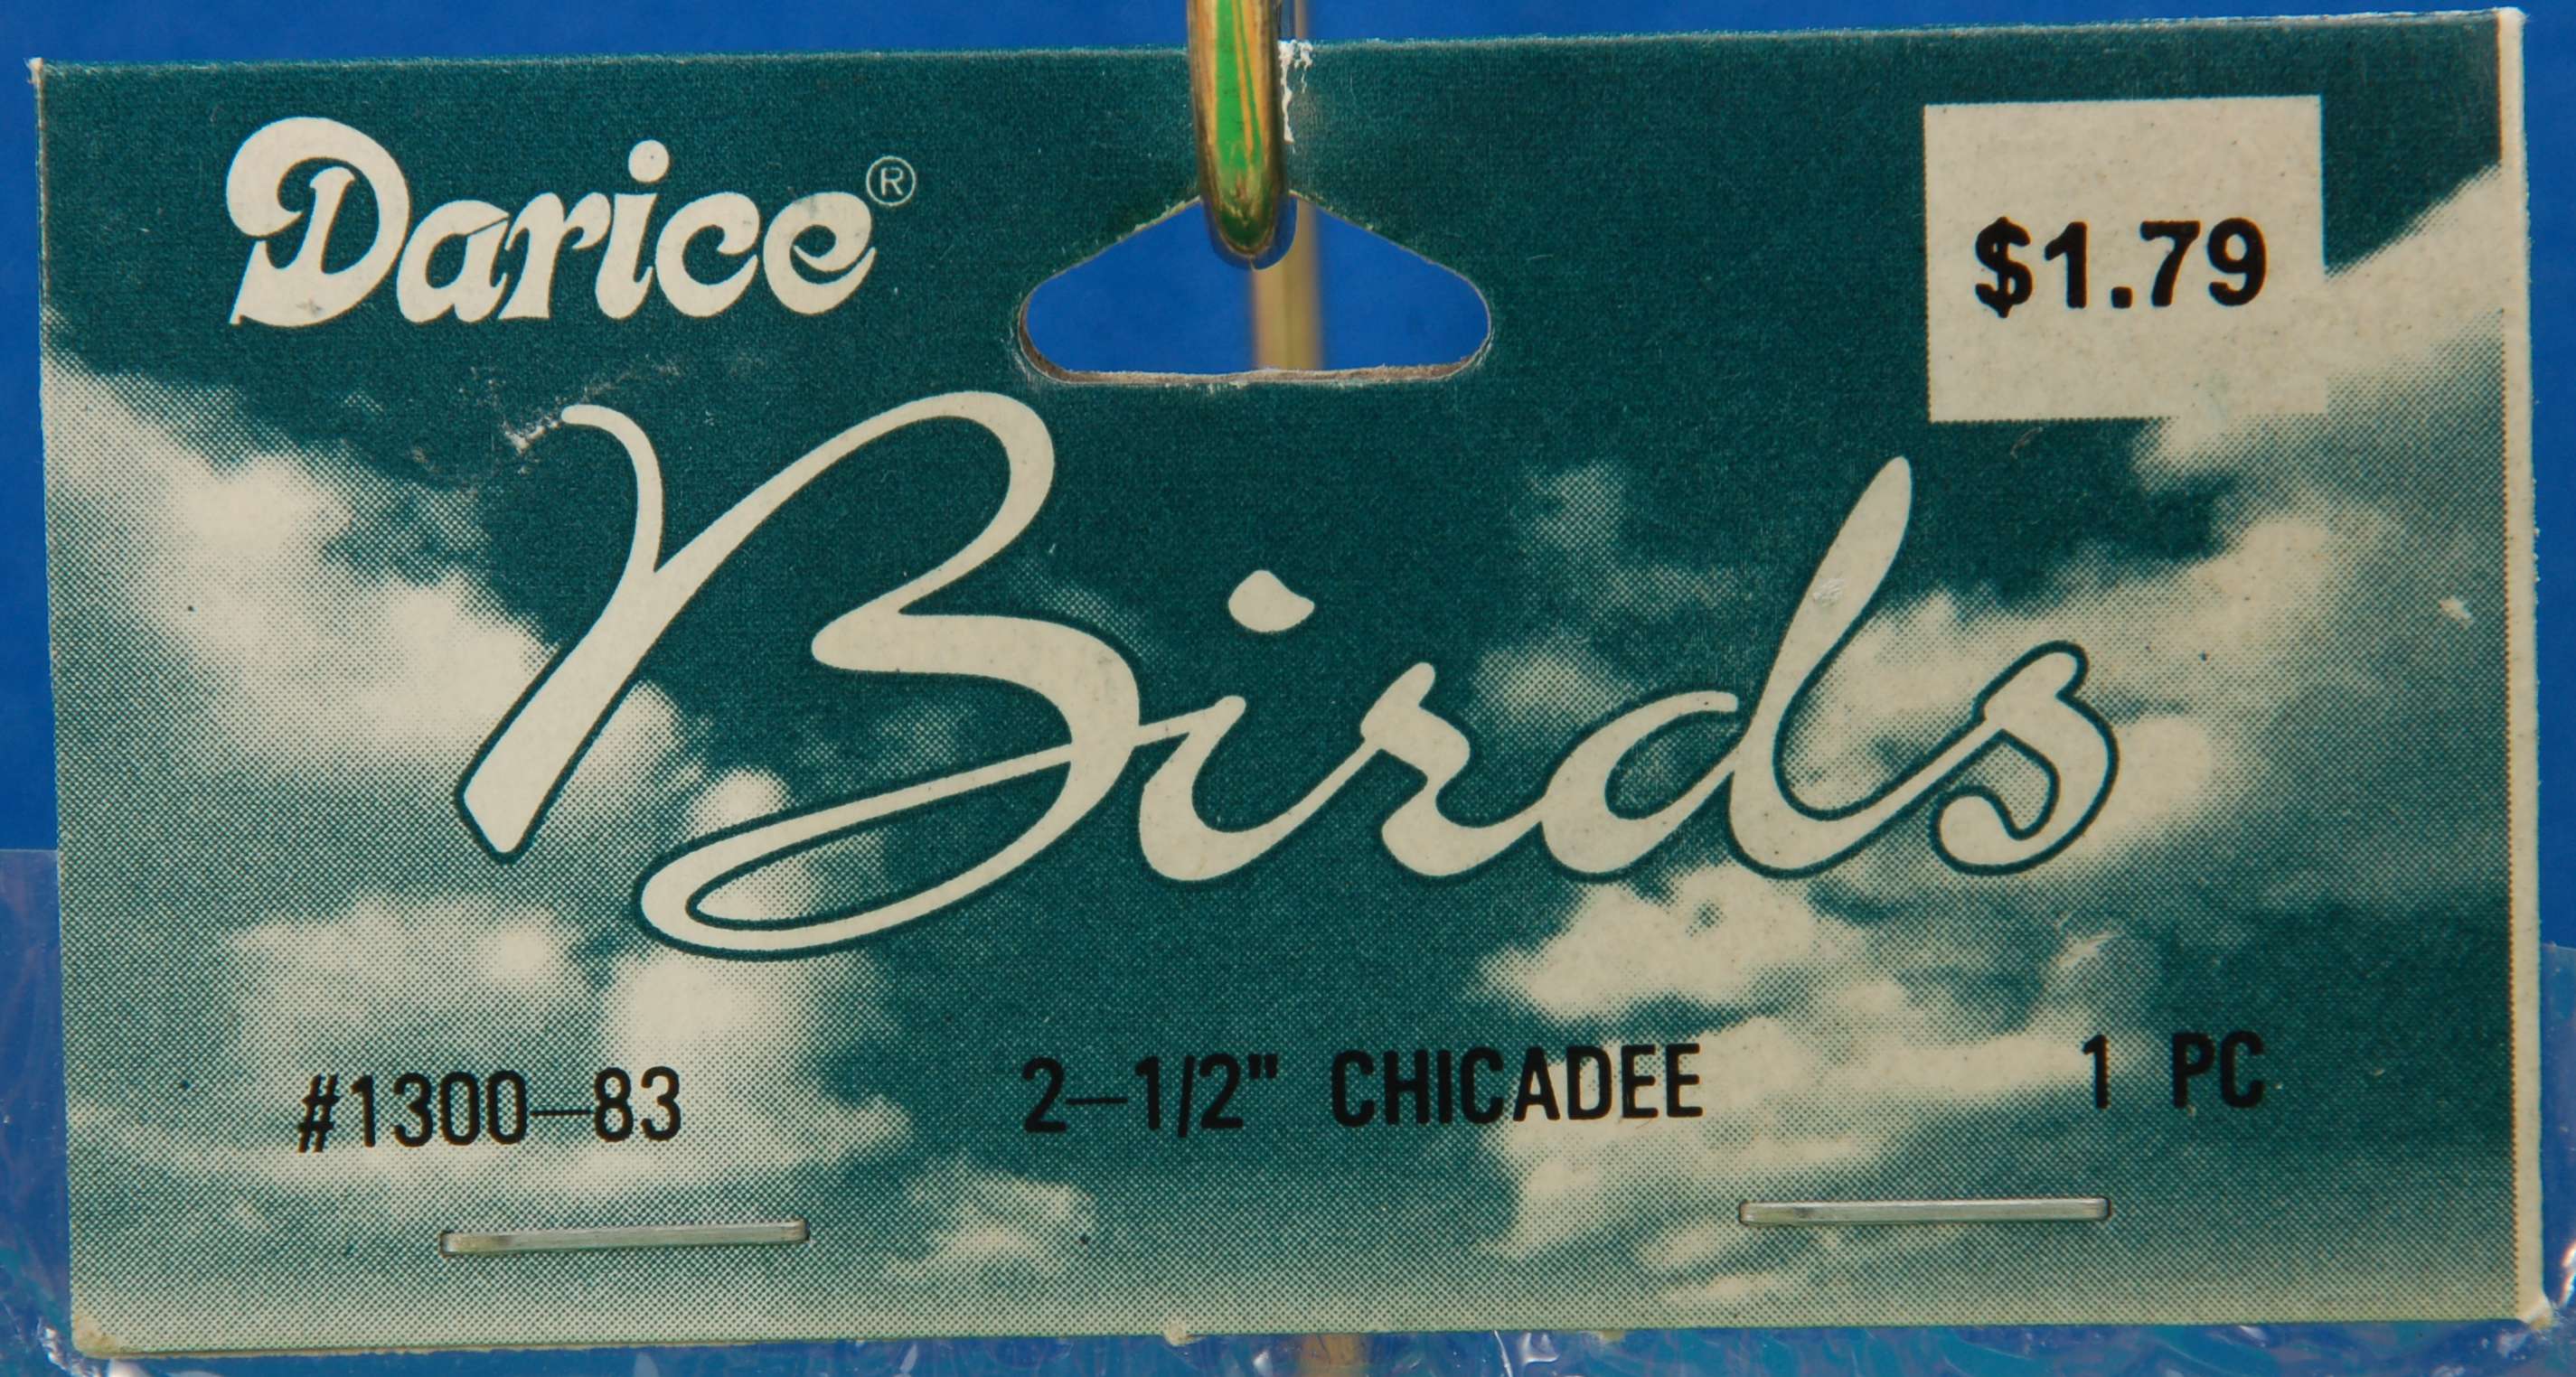 Darice®
$1.79
Birds
#1300-83 2-1/2" CHICADEE 1 PC